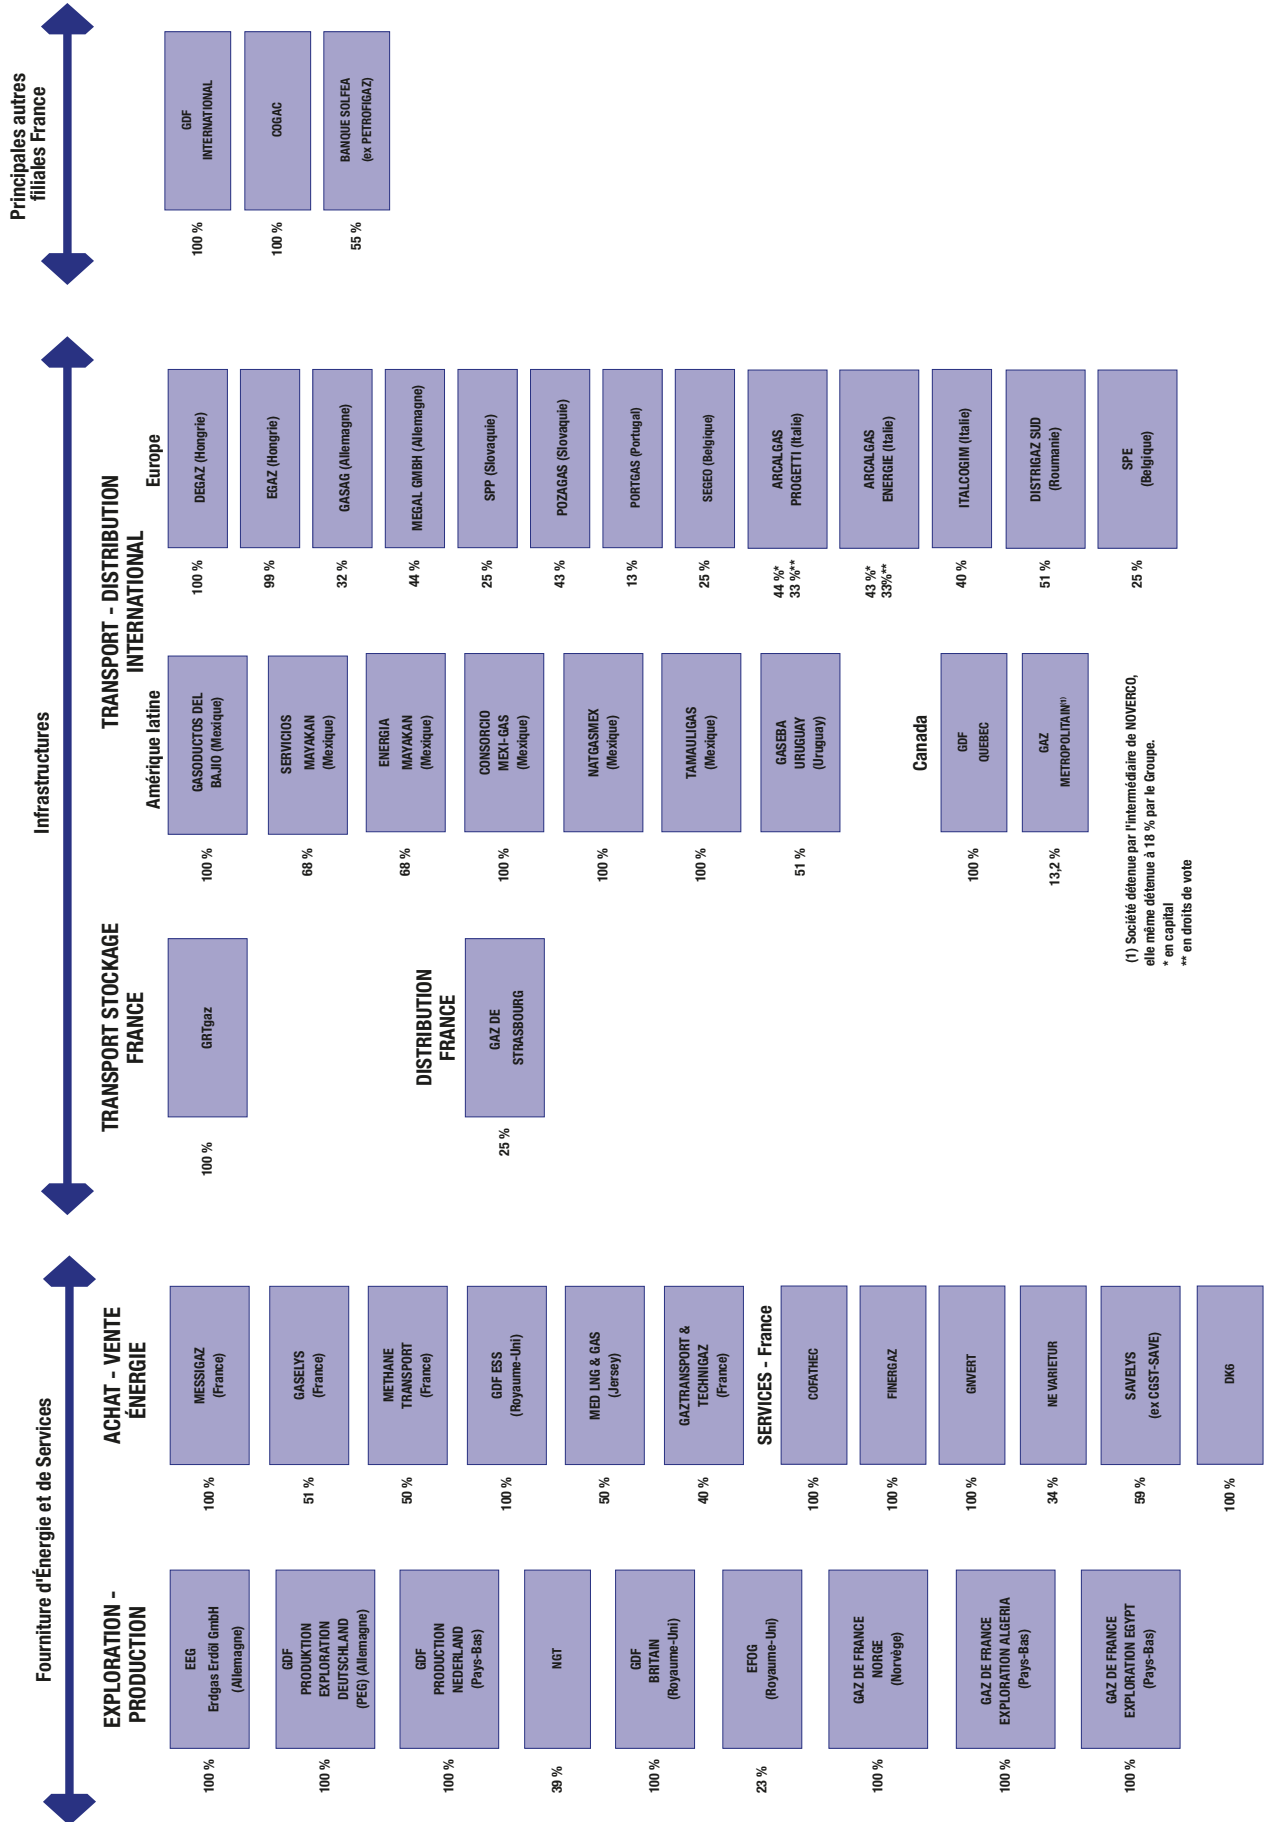 Fourniture d'Énergie et de Services
EXPLORATION -
PRODUCTION
100 %
EEG
Erdgas Erdöl GmbH
(Allemagne)
100 %
GDF
PRODUKTION
EXPLORATION
DEUTSCHLAND
(PEG) (Allemagne)
100 %
GDF
PRODUCTION
NEDERLAND
(Pays-Bas)
39 %
NGT
100 %
GDF
BRITAIN
(Royaume-Uni)
23 %
EFOG
(Royaume-Uni)
100 %
GAZ DE FRANCE
NORGE
(Norvège)
100 %
GAZ DE FRANCE
EXPLORATION ALGERIA
(Pays-Bas)
100 %
GAZ DE FRANCE
EXPLORATION EGYPT
(Pays-Bas)
ACHAT - VENTE
ÉNERGIE
100 %
MESSIGAZ
(France)
51 %
GASELYS
(France)
50 %
METHANE
TRANSPORT
(France)
100 %
GDF ESS
(Royaume-Uni)
50 %
MED LNG & GAS
(Jersey)
40 %
GAZTRANSPORT &
TECHNIGAZ
(France)
SERVICES - France
100 %
COFATHEC
100 %
FINERGAZ
100 %
GNVERT
34 %
NE VARIETUR
59 %
SAVELYS
(ex CGST-SAVE)
100 %
DK6
Infrastructures
TRANSPORT STOCKAGE
FRANCE
100 %
GRTgaz
DISTRIBUTION
FRANCE
25 %
GAZ DE
STRASBOURG
TRANSPORT - DISTRIBUTION
INTERNATIONAL
Amérique latine
100 %
GASODUCTOS DEL
BAJIO (Mexique)
68 %
SERVICIOS
MAYAKAN
(Mexique)
68 %
ENERGIA
MAYAKAN
(Mexique)
100 %
CONSORCIO
MEXI-GAS
(Mexique)
100 %
NATGASMEX
(Mexique)
100 %
TAMAULIGAS
(Mexique)
51 %
GASEBA
URUGUAY
(Uruguay)
Canada
100 %
GDF
QUEBEC
13,2 %
GAZ
METROPOLITAIN(1)
Europe
100 %
DEGAZ (Hongrie)
99 %
EGAZ (Hongrie)
32 %
GASAG (Allemagne)
44 %
MEGAL GMBH (Allemagne)
25 %
SPP (Slovaquie)
43 %
POZAGAS (Slovaquie)
13 %
PORTGAS (Portugal)
25 %
SEGEO (Belgique)
44 %*
33 %**
ARCALGAS
PROGETTI (Italie)
43 %*
33%**
ARCALGAS
ENERGIE (Italie)
40 %
ITALCOGIM (Italie)
51 %
DISTRIGAZ SUD
(Roumanie)
25 %
SPE
(Belgique)
(1) Société détenue par l'intermédiaire de NOVERCO,
elle même détenue à 18 % par le Groupe.
* en capital
** en droits de vote
Principales autres
filiales France
100 %
GDF
INTERNATIONAL
100 %
COGAC
55 %
BANQUE SOLFEA
(ex PETROFIGAZ)